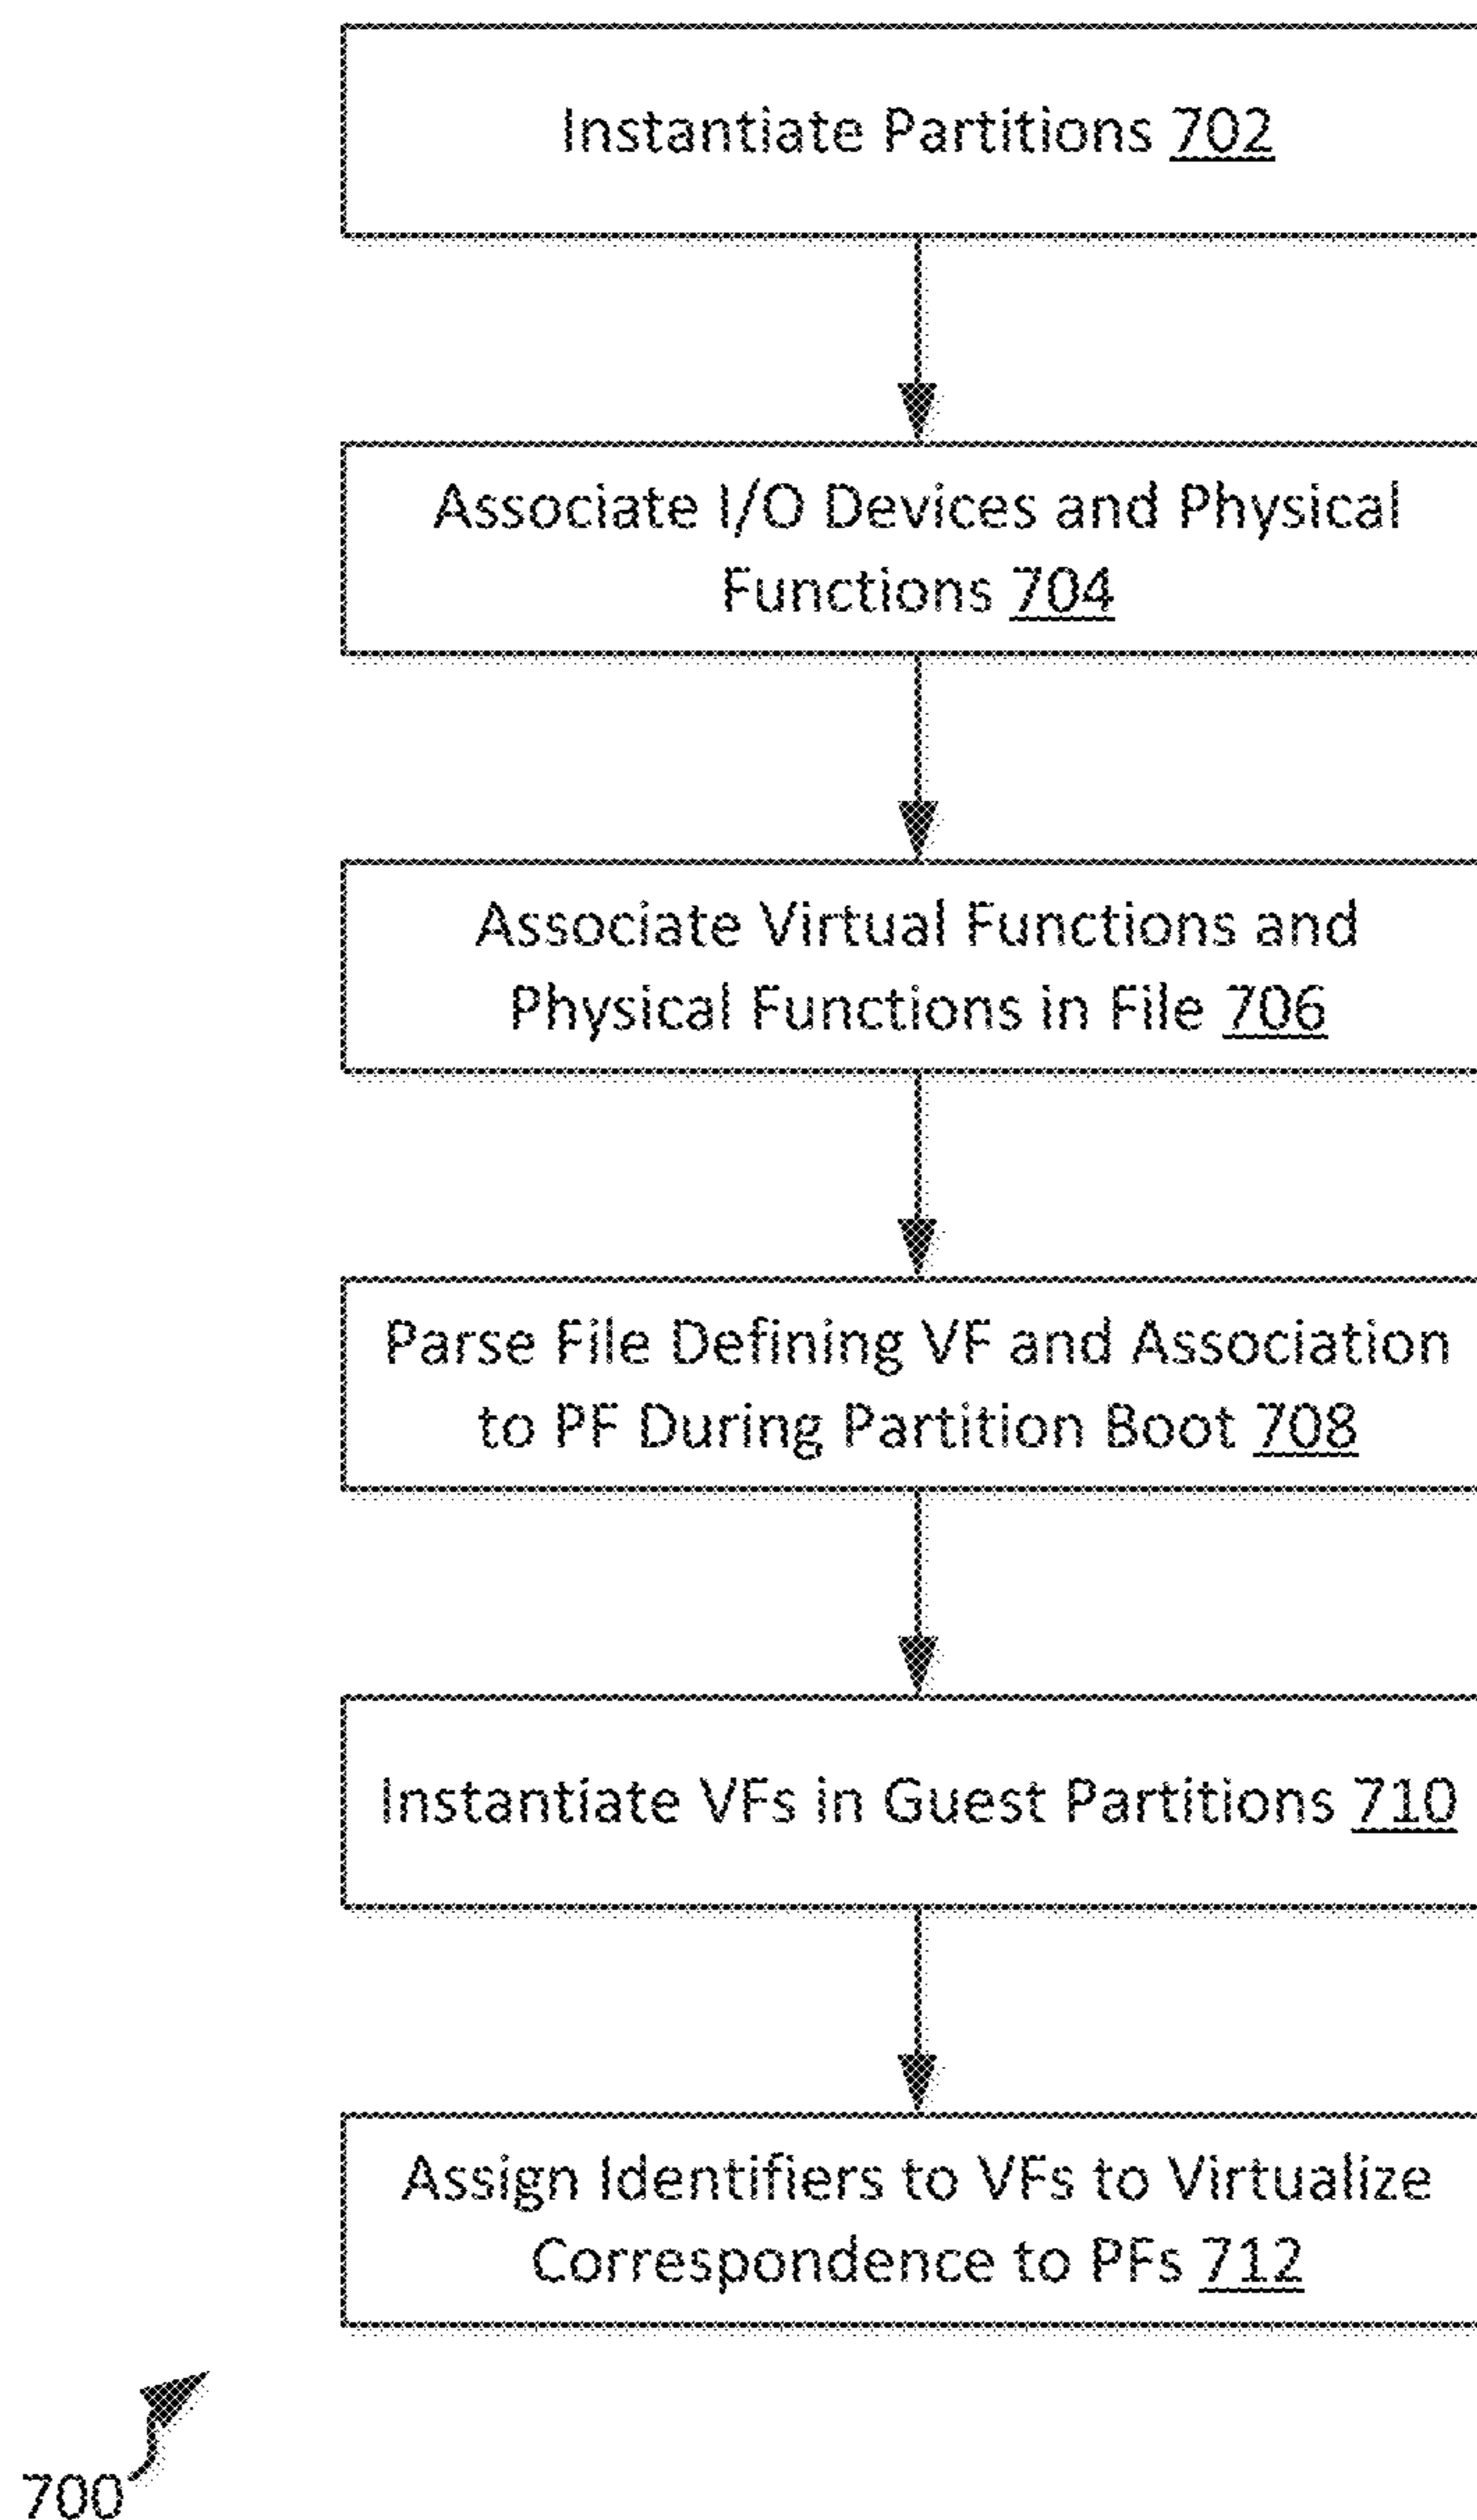 Instantiate Partitions 702
Associate I/O Devices and Physical
Functions 704
Associate Virtual Functions and
Physical Functions in File 706
Parse File Defining VF and Association
to PF During Partition Boot 708
Instantiate VFs in Guest Partitions 710
Assign Identifiers to VFs to Virtualize
Correspondence to PFs 712
700